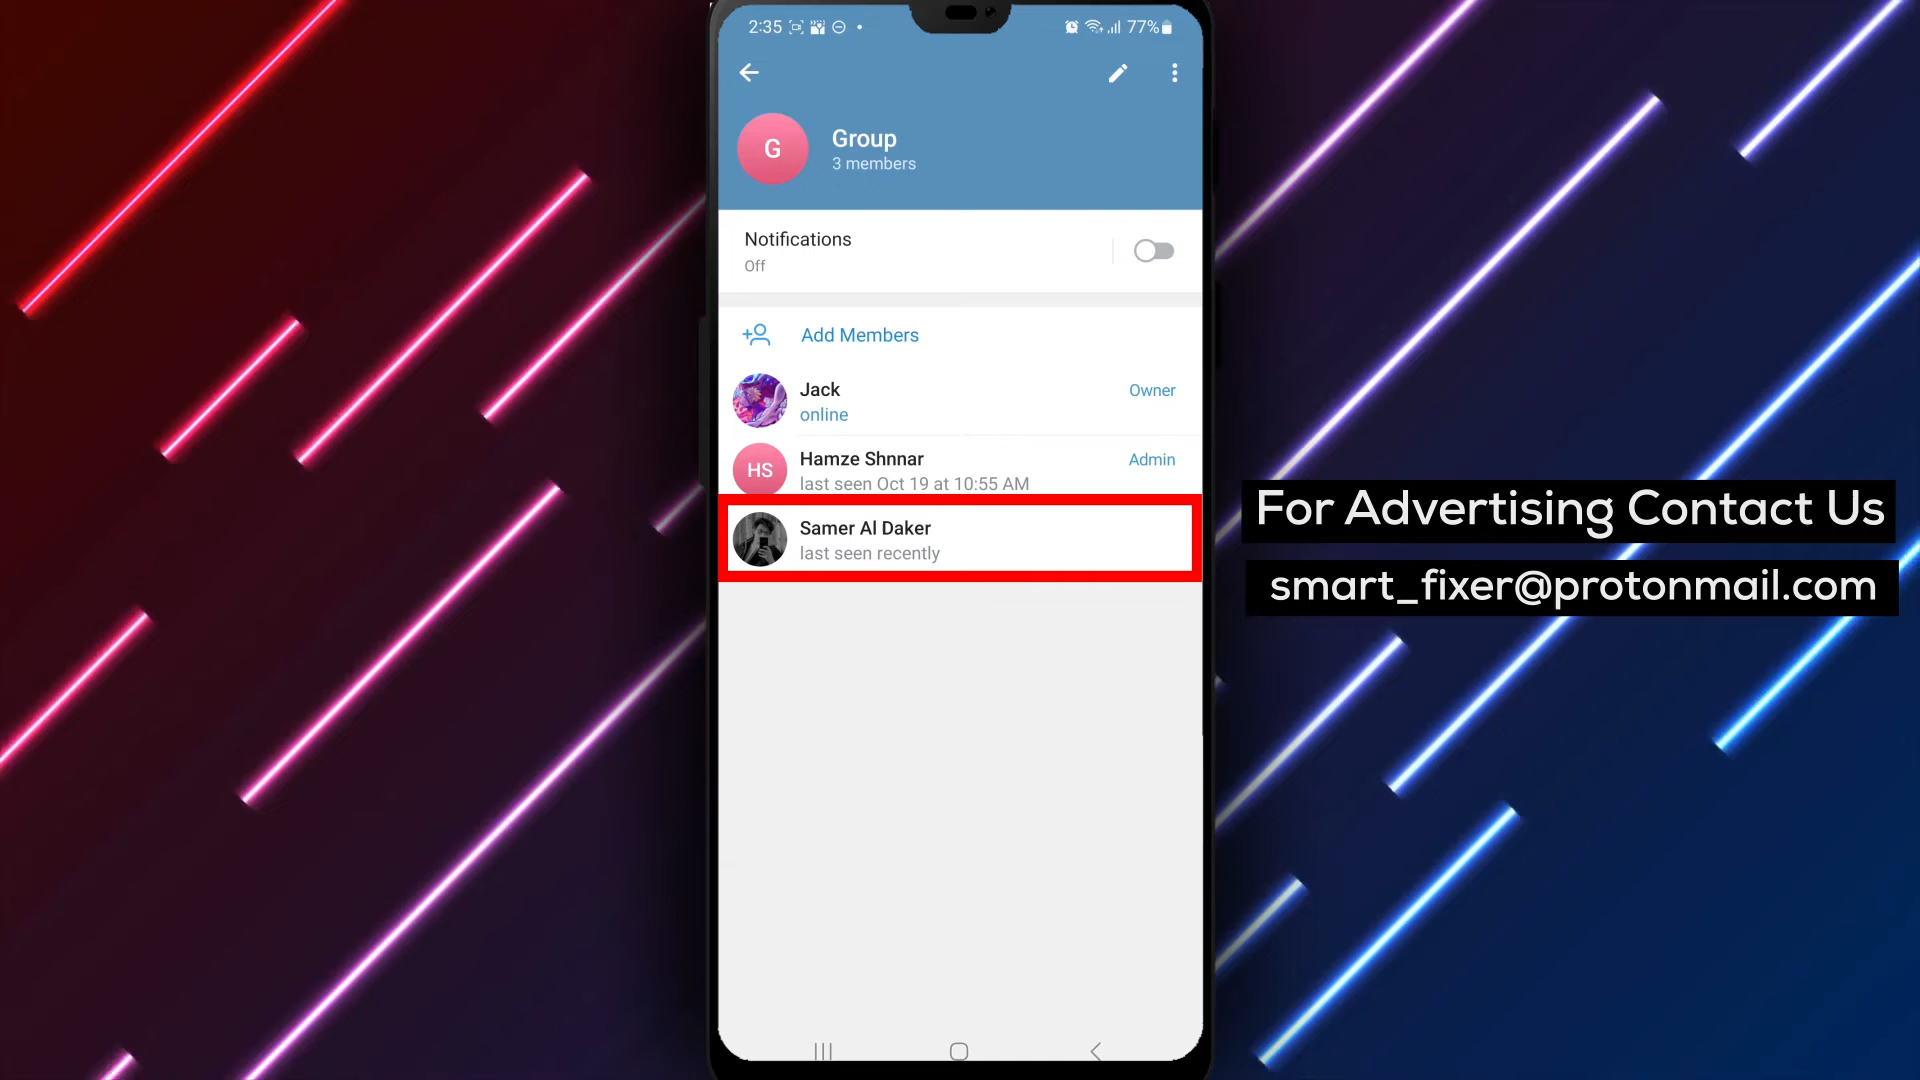 2:35
77%
G
Group
3 members
Notifications
Off
Add Members
Jack
Owner
online
HS
Hamze Shnnar
Admin
last seen Oct 19 at 10:55 AM
Samer Al Daker
last seen recently
For Advertising Contact Us
smart_fixer@protonmail.com